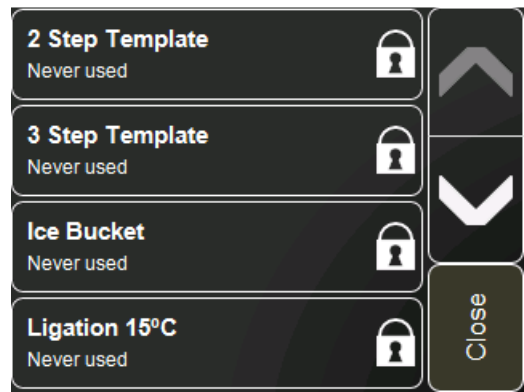 2 Step Template
Never used
3 Step Template
Never used
Ice Bucket
Never used
Ligation 15ºC
Never used
Close